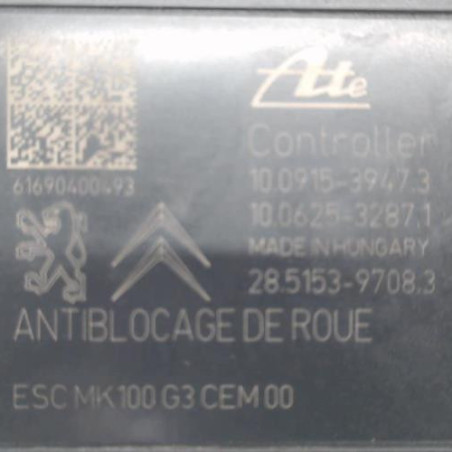 Ate
Controller
61690400493
10.0915-3947.3
10.0625-3287.1
MADE IN HUNGARY
28.5153-9708.3
ANTIBLOCAGE DE ROUE
ESC MK100 G3 CEM 00